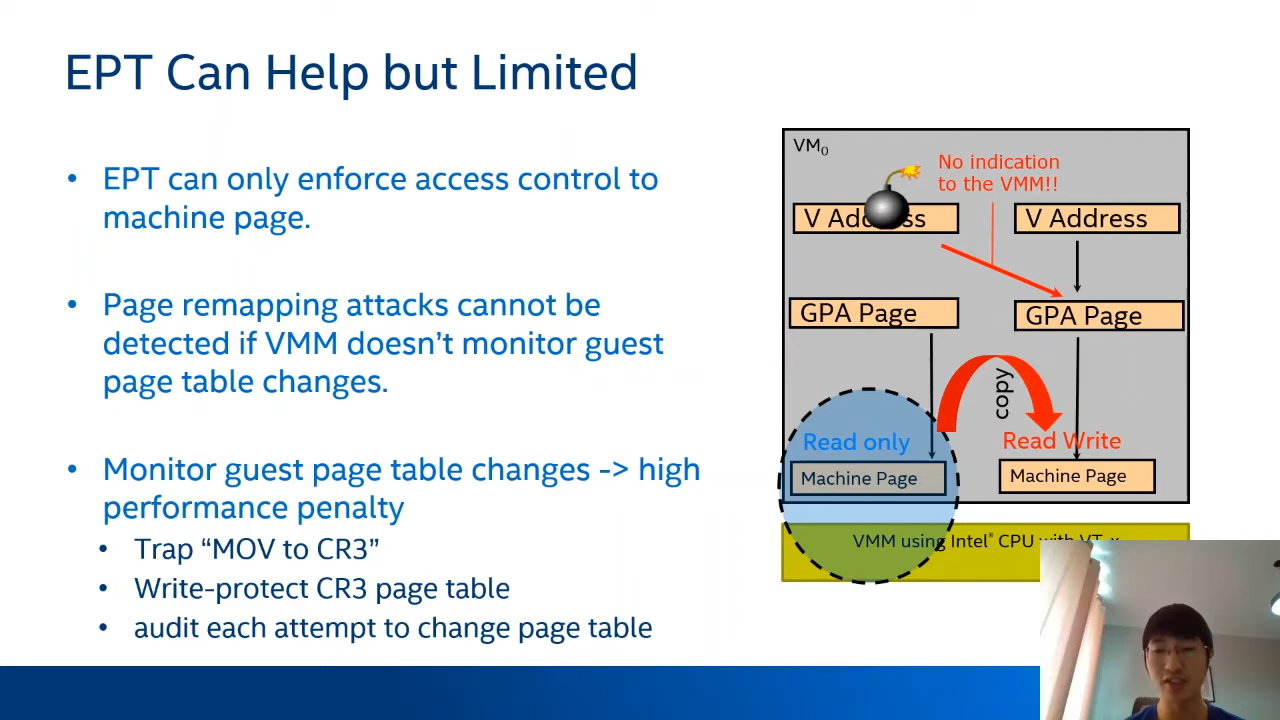 EPT Can Help but Limited
• EPT can only enforce access control to
machine page.
• Page remapping attacks cannot be
detected if VMM doesn’t monitor guest
page table changes.
• Monitor guest page table changes -> high
performance penalty
• Trap “MOV to CR3”
• Write-protect CR3 page table
• audit each attempt to change page table
VM0
No indication
to the VMM!!
V Address
V Address
GPA Page
GPA Page
copy
Read only
Read Write
Machine Page
Machine Page
VMM using Intel® CPU with VT-x